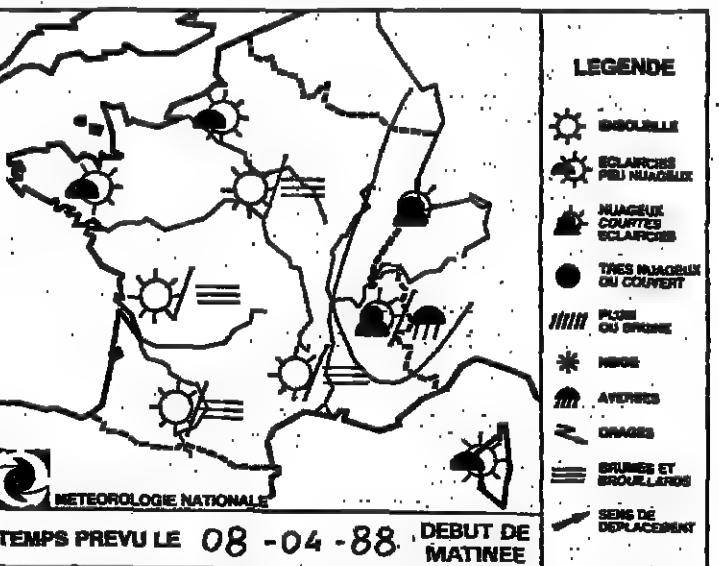 LEGENDE
ENSOLEILLE
ECLAIRCIES
PEU NUAGEUX
NUAGEUX
COURTES
ECLAIRCIES
TRES NUAGEUX
OU COUVERT
PLUIE
OU BRUINE
NEIGE
AVERSES
ORAGES
BRUMES ET
BROUILLARDS
SENS DE
DEPLACEMENT
METEOROLOGIE NATIONALE
TEMPS PREVU LE 08-04-88 DEBUT DE
MATINEE